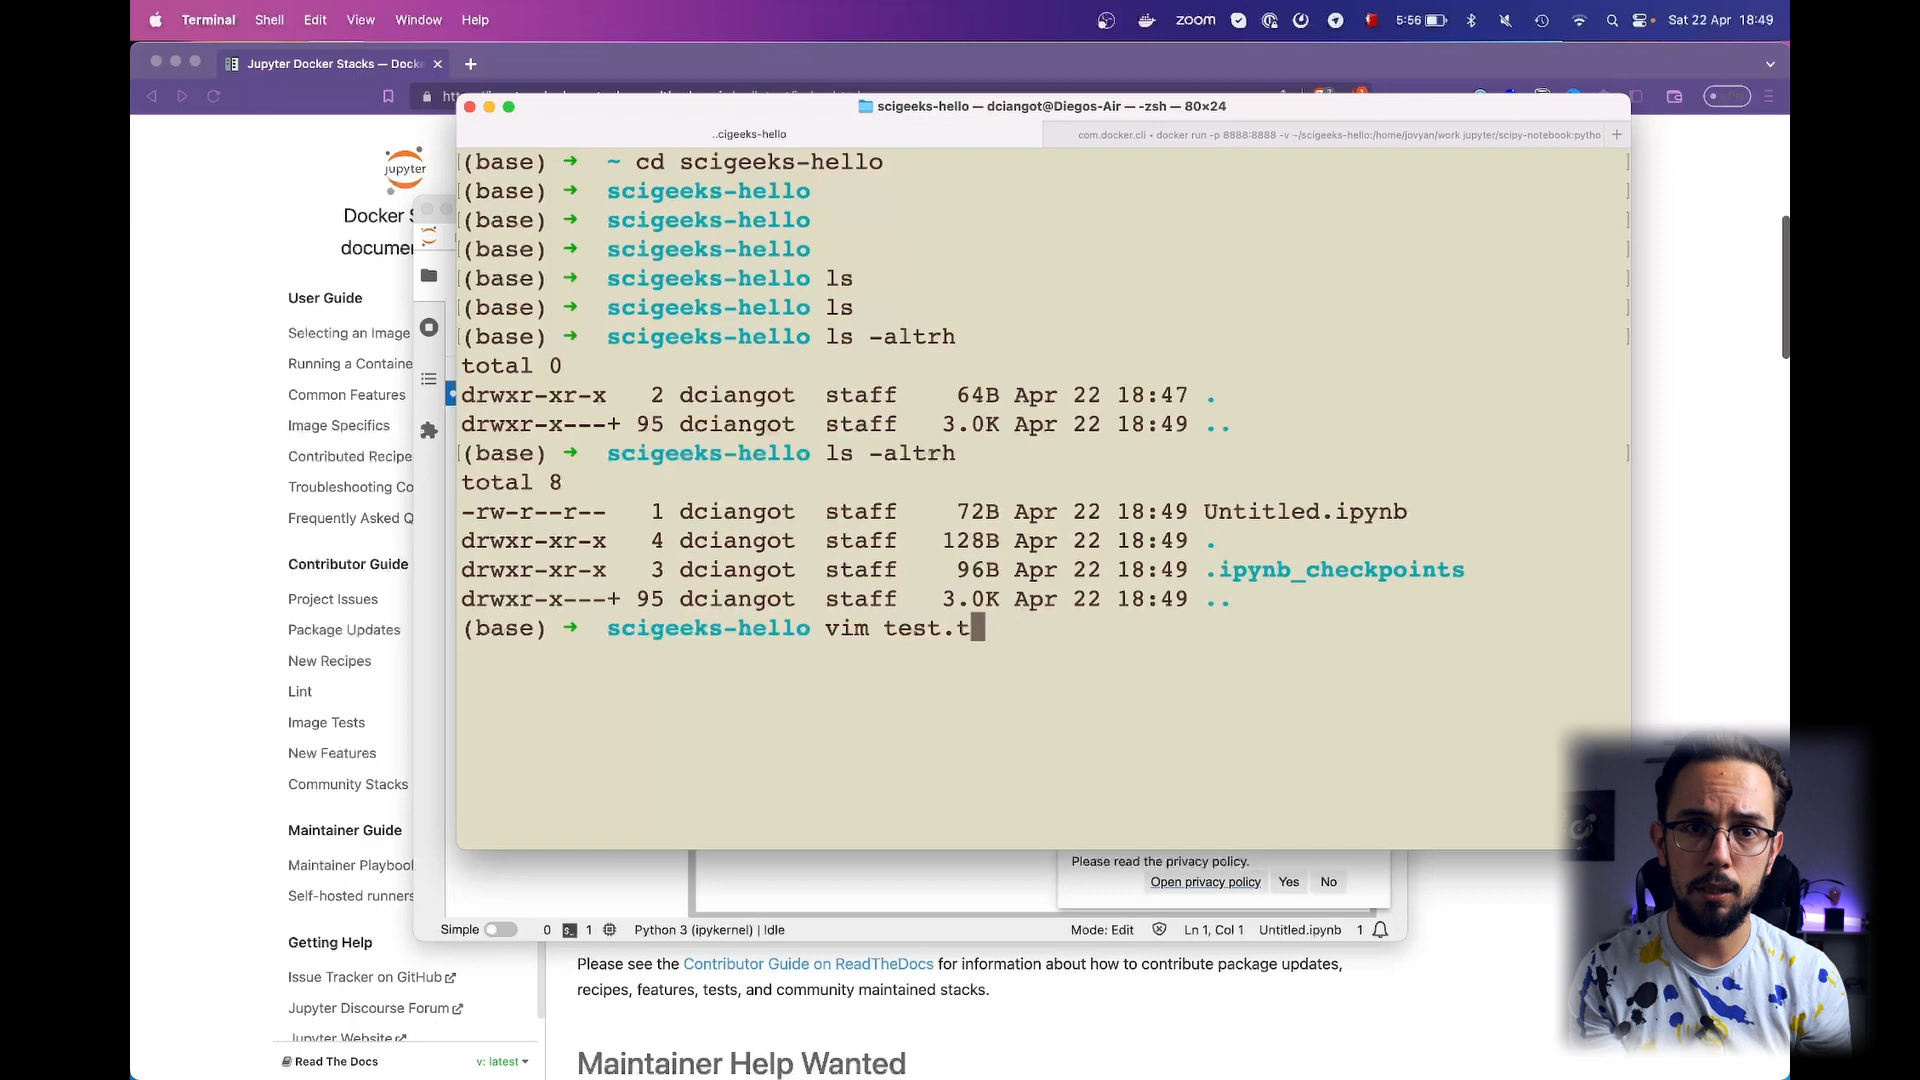 Terminal Shell Edit View Window Help
zoom 5:56 Sat 22 Apr 18:49
Jupyter Docker Stacks — Docke
scigeeks-hello — dciangot@Diegos-Air — -zsh — 80×24
..cigeeks-hello
com.docker.cli • docker run -p 8888:8888 -v ~/scigeeks-hello:/home/jovyan/work jupyter/scipy-notebook:pytho
(base) ➜ ~ cd scigeeks-hello
(base) ➜ scigeeks-hello
(base) ➜ scigeeks-hello
(base) ➜ scigeeks-hello
(base) ➜ scigeeks-hello ls
(base) ➜ scigeeks-hello ls
(base) ➜ scigeeks-hello ls -altrh
total 0
drwxr-xr-x 2 dciangot staff 64B Apr 22 18:47 .
drwxr-x---+ 95 dciangot staff 3.0K Apr 22 18:49 ..
(base) ➜ scigeeks-hello ls -altrh
total 8
-rw-r--r-- 1 dciangot staff 72B Apr 22 18:49 Untitled.ipynb
drwxr-xr-x 4 dciangot staff 128B Apr 22 18:49 .
drwxr-xr-x 3 dciangot staff 96B Apr 22 18:49 .ipynb_checkpoints
drwxr-x---+ 95 dciangot staff 3.0K Apr 22 18:49 ..
(base) ➜ scigeeks-hello vim test.t
jupyter
Docker S
documen
User Guide
Selecting an Image
Running a Containe
Common Features
Image Specifics
Contributed Recipe
Troubleshooting Co
Frequently Asked Q
Contributor Guide
Project Issues
Package Updates
New Recipes
Lint
Image Tests
New Features
Community Stacks
Maintainer Guide
Maintainer Playbool
Self-hosted runners
Getting Help
Issue Tracker on GitHub
Jupyter Discourse Forum
Jupyter Website
Read The Docs v: latest
Please read the privacy policy.
Open privacy policy Yes No
Simple 0 1 Python 3 (ipykernel) | Idle Mode: Edit Ln 1, Col 1 Untitled.ipynb 1
Please see the Contributor Guide on ReadTheDocs for information about how to contribute package updates,
recipes, features, tests, and community maintained stacks.
Maintainer Help Wanted